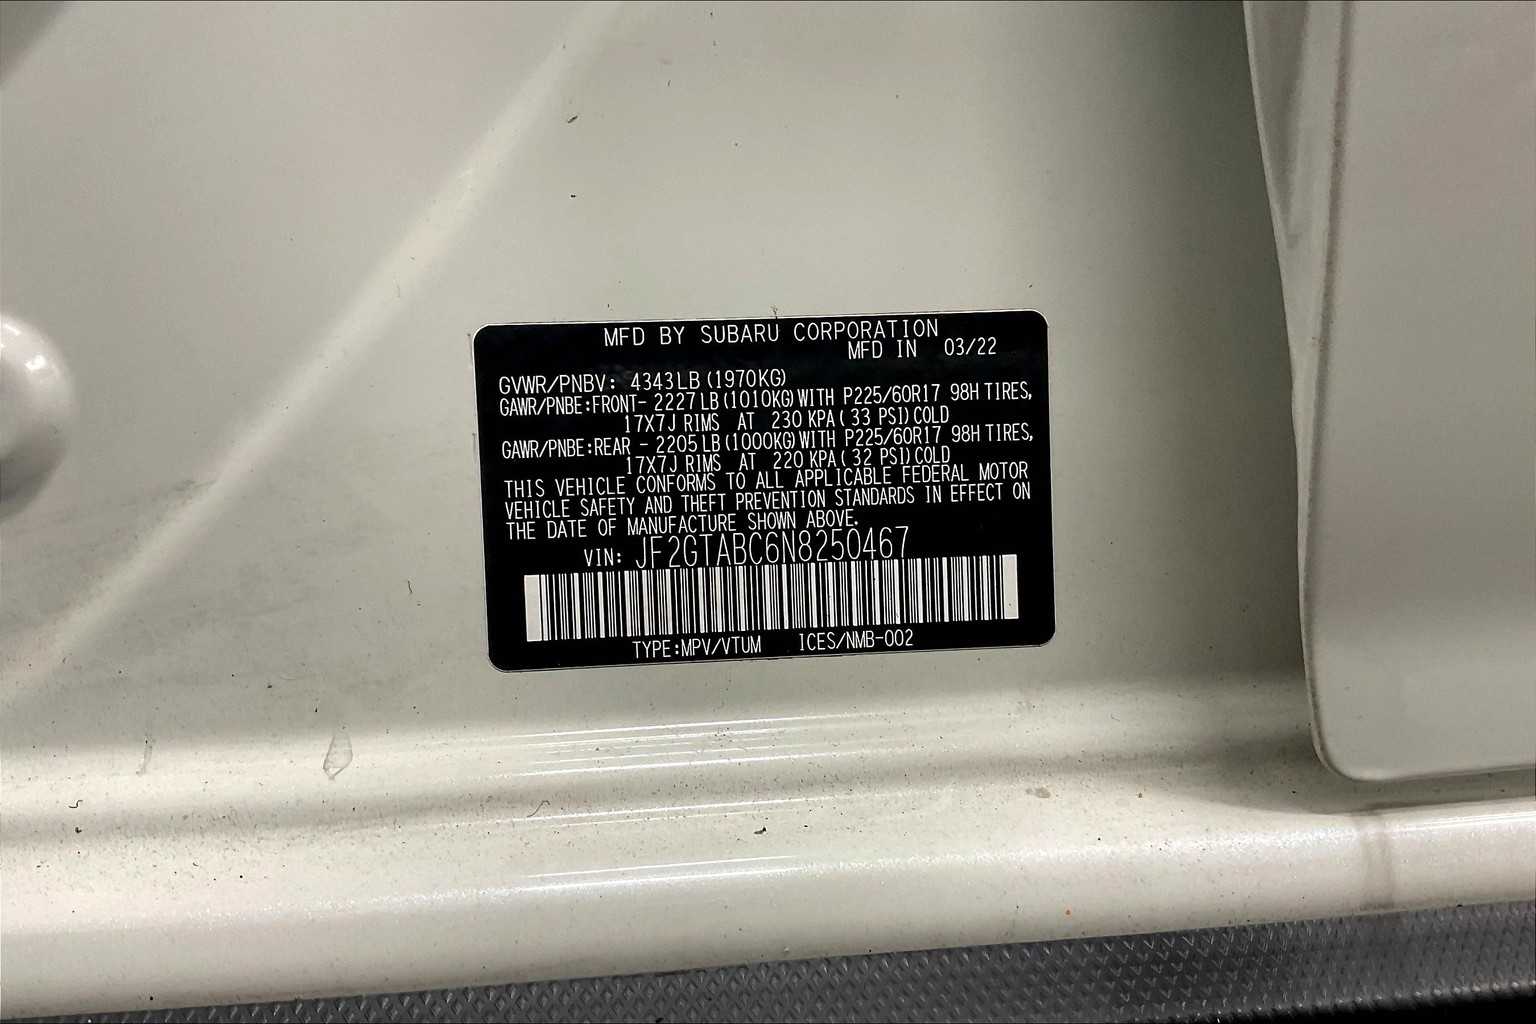 MFD BY SUBARU CORPORATION
MFD IN 03/22
GVWR/PNBV: 4343LB (1970KG)
GAWR/PNBE:FRONT- 2227LB (1010KG) WITH P225/60R17 98H TIRES,
17X7J RIMS AT 230 KPA ( 33 PSI) COLD
GAWR/PNBE:REAR - 2205LB (1000KG) WITH P225/60R17 98H TIRES,
17X7J RIMS AT 220 KPA ( 32 PSI) COLD
THIS VEHICLE CONFORMS TO ALL APPLICABLE FEDERAL MOTOR
VEHICLE SAFETY AND THEFT PREVENTION STANDARDS IN EFFECT ON
THE DATE OF MANUFACTURE SHOWN ABOVE.
VIN: JF2GTABC6N8250467
TYPE:MPV/VTUM ICES/NMB-002